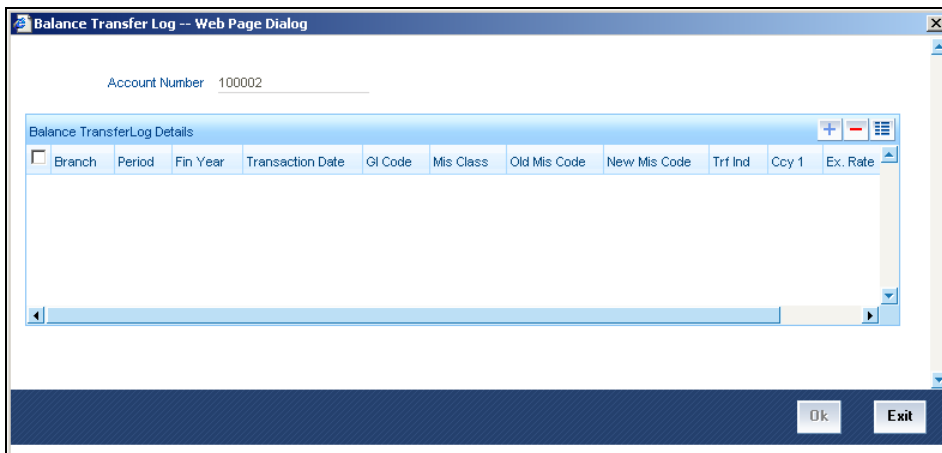 Balance Transfer Log -- Web Page Dialog
Account Number 100002
Balance TransferLog Details
Branch Period Fin Year Transaction Date Gl Code Mis Class Old Mis Code New Mis Code Trf Ind Ccy 1 Ex. Rate
Ok Exit